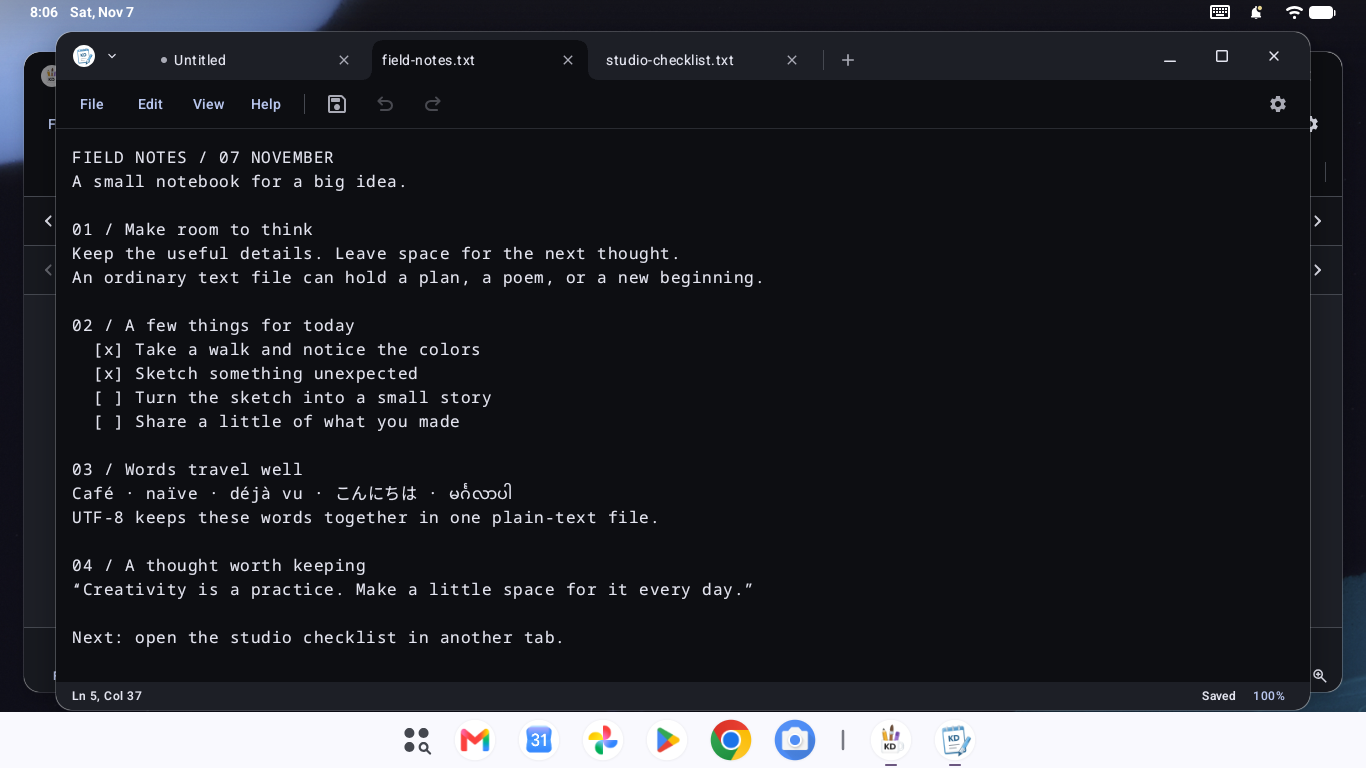 8:06 Sat, Nov 7
Untitled
field-notes.txt
studio-checklist.txt
File Edit View Help
FIELD NOTES / 07 NOVEMBER
A small notebook for a big idea.
01 / Make room to think
Keep the useful details. Leave space for the next thought.
An ordinary text file can hold a plan, a poem, or a new beginning.
02 / A few things for today
[x] Take a walk and notice the colors
[x] Sketch something unexpected
[ ] Turn the sketch into a small story
[ ] Share a little of what you made
03 / Words travel well
Café · naïve · déjà vu · こんにちは · မင်္ဂလာပါ
UTF-8 keeps these words together in one plain-text file.
04 / A thought worth keeping
“Creativity is a practice. Make a little space for it every day.”
Next: open the studio checklist in another tab.
Ln 5, Col 37
Saved 100%
31
KD
KD